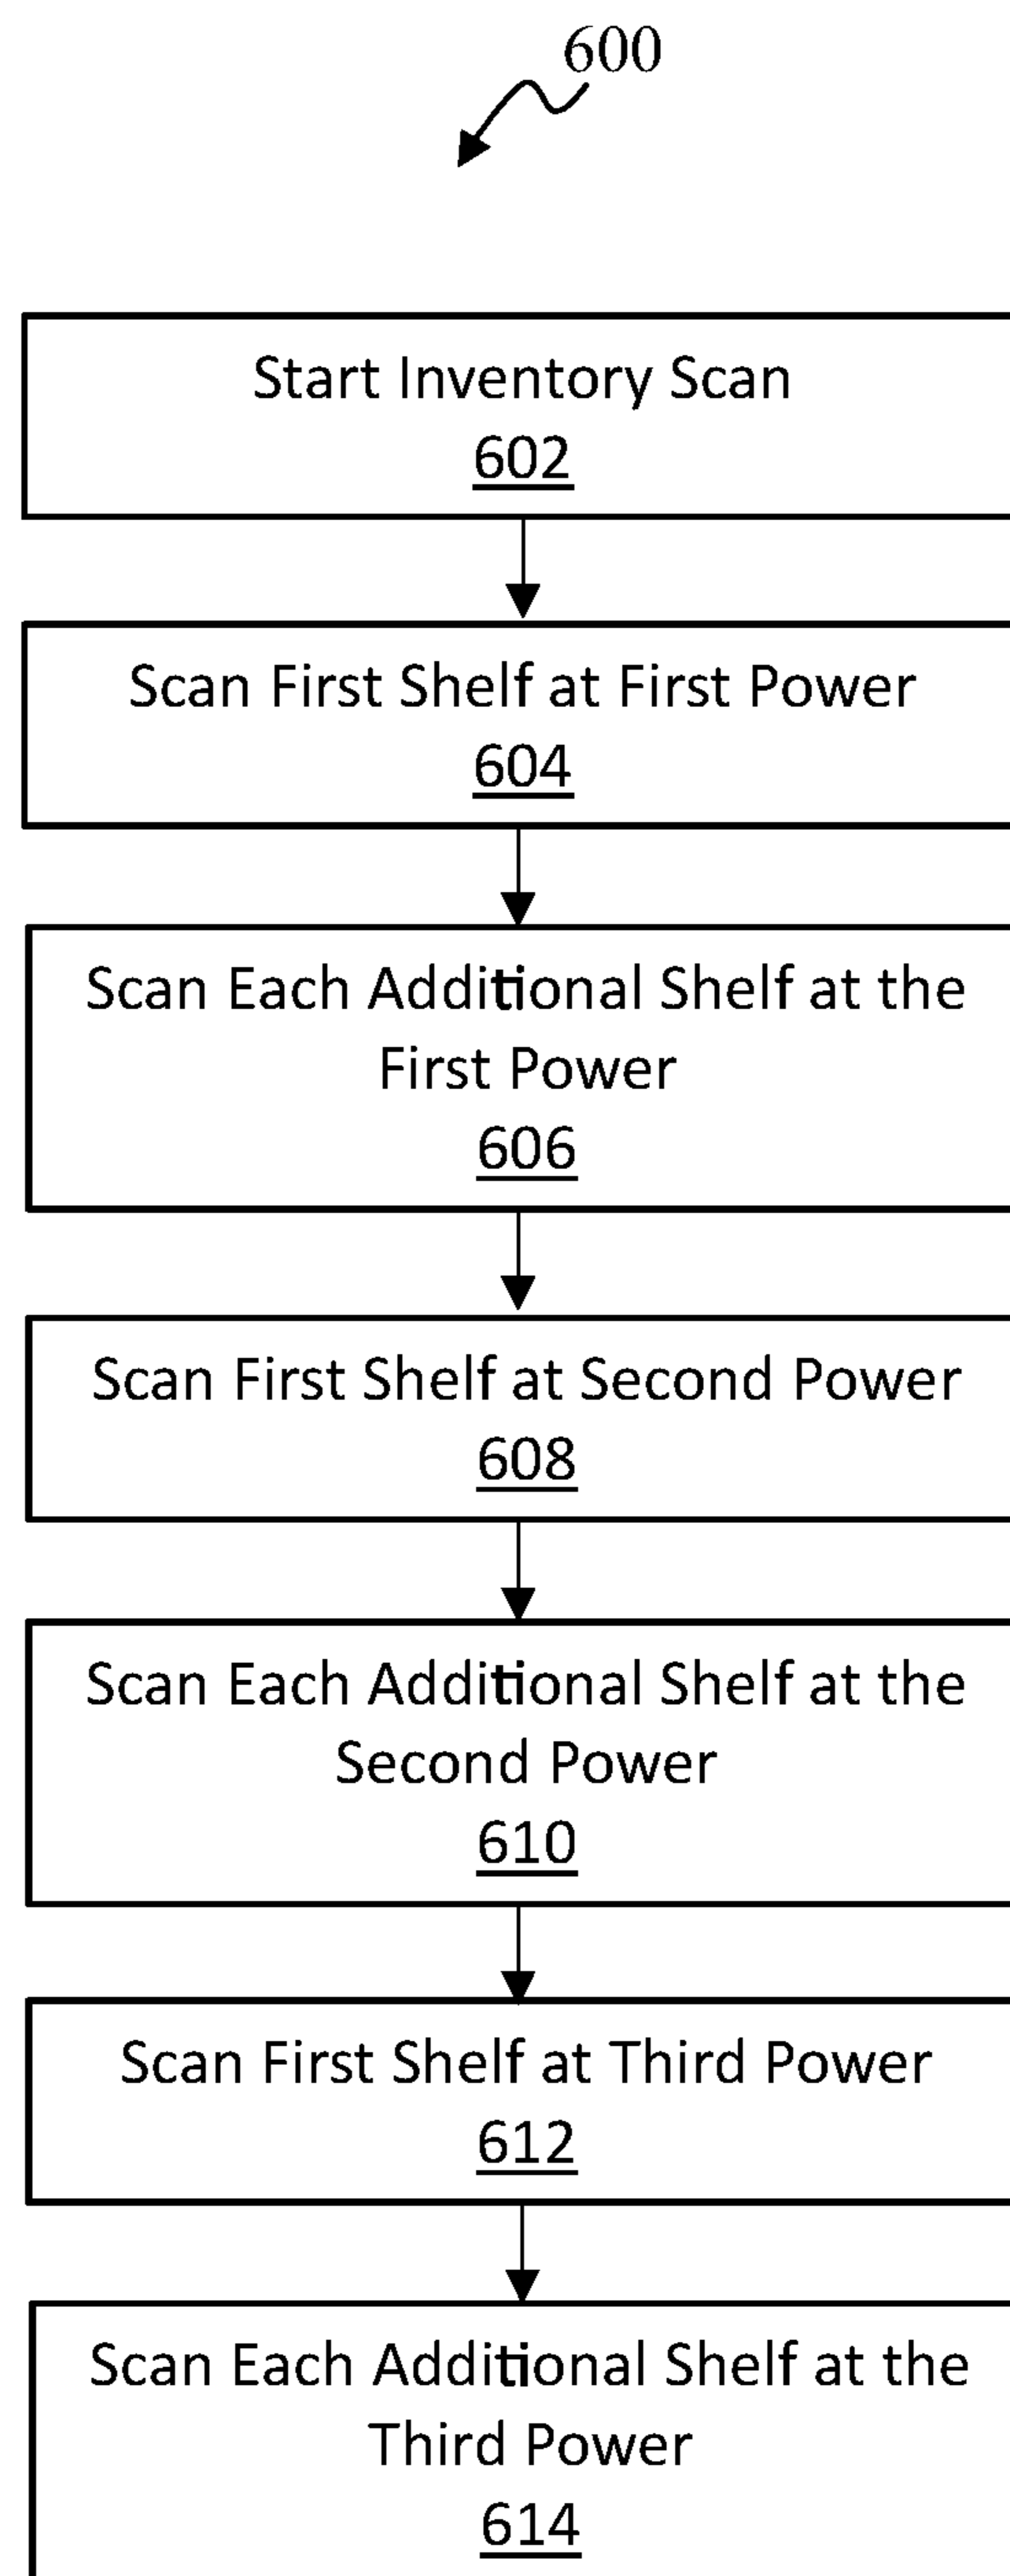 600
Start Inventory Scan
602
Scan First Shelf at First Power
604
Scan Each Additional Shelf at the
First Power
606
Scan First Shelf at Second Power
608
Scan Each Additional Shelf at the
Second Power
610
Scan First Shelf at Third Power
612
Scan Each Additional Shelf at the
Third Power
614